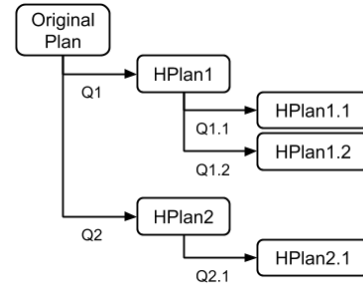 Original
Plan
HPlan1
Q1
HPlan1.1
Q1.1
HPlan1.2
Q1.2
HPlan2
Q2
HPlan2.1
Q2.1